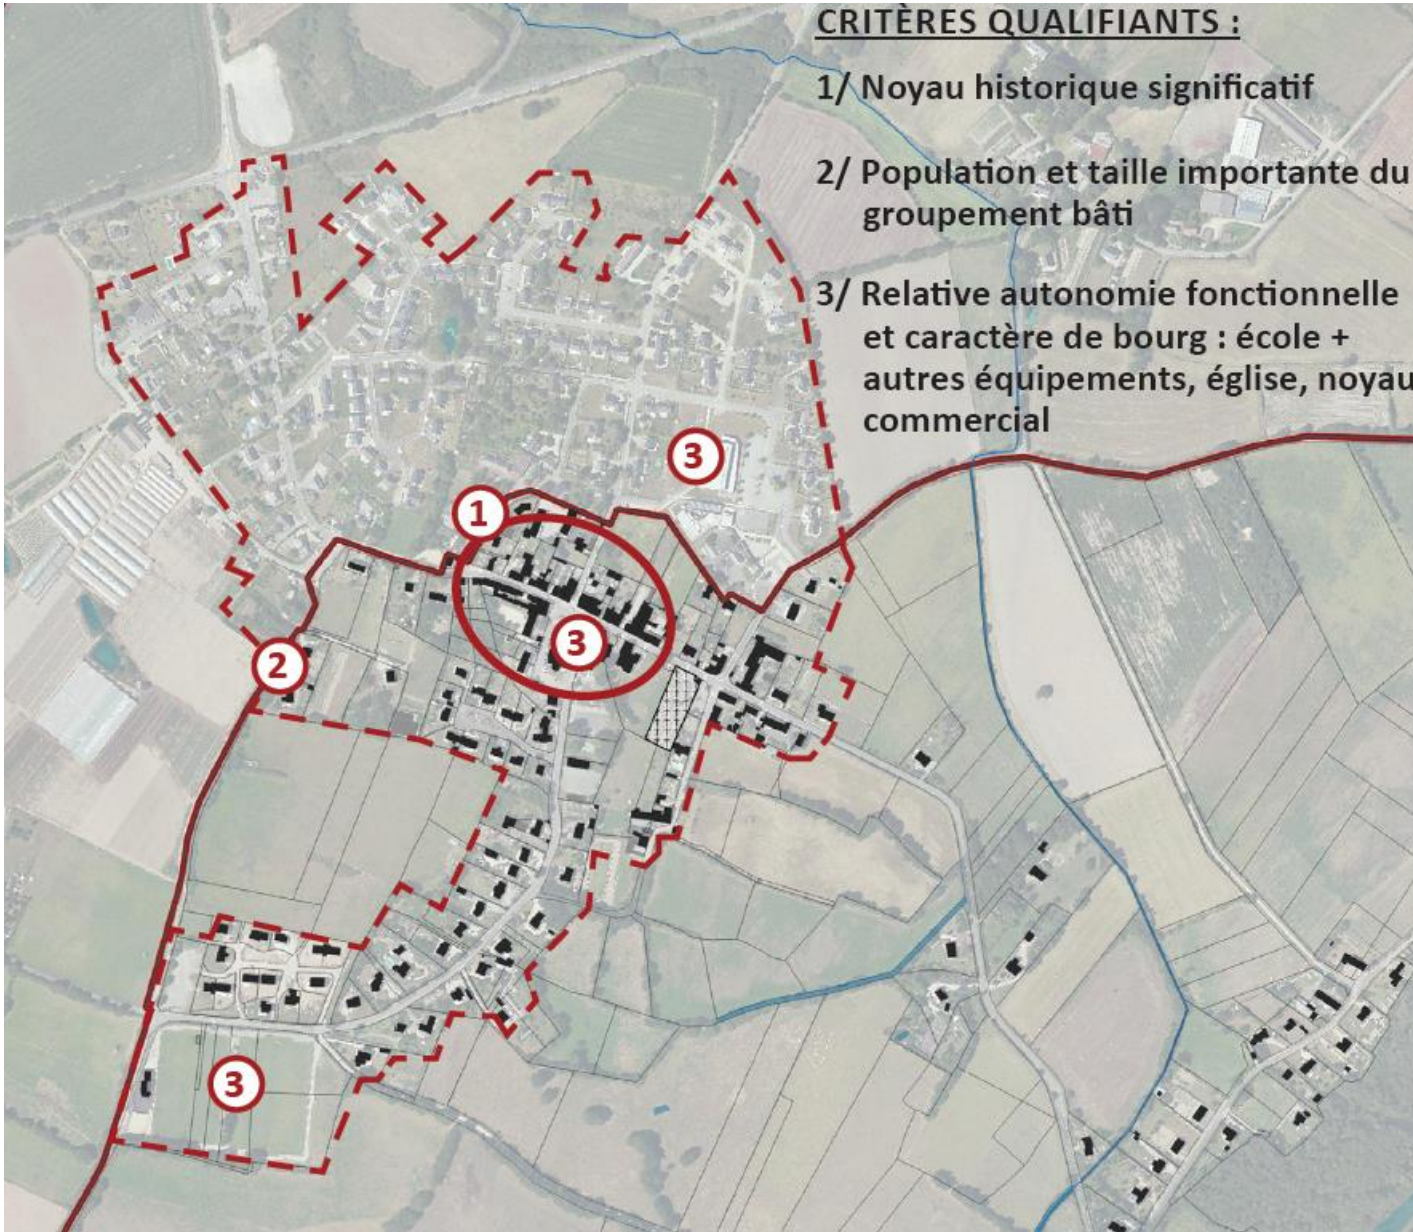 CRITÈRES QUALIFIANTS :
1/ Noyau historique significatif
2/ Population et taille importante du
groupement bâti
3/ Relative autonomie fonctionnelle
et caractère de bourg : école +
autres équipements, église, noyau
commercial
3
1
3
2
3